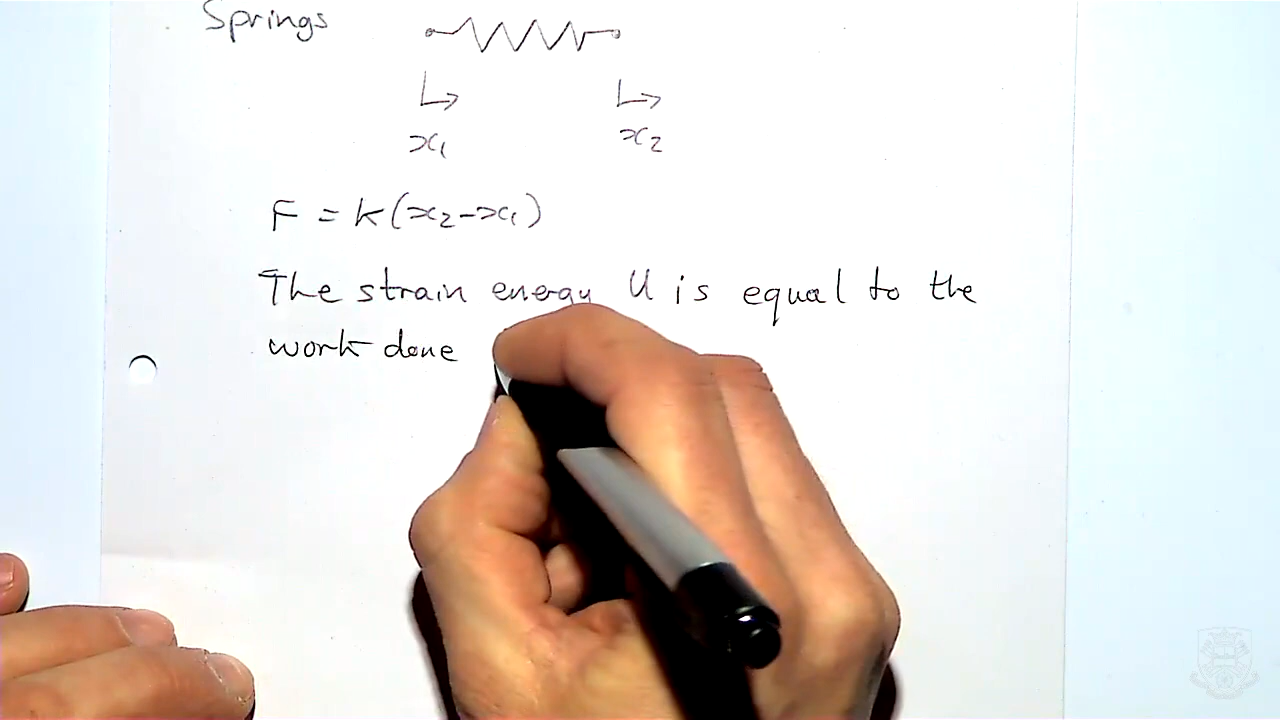 Springs
x₁ x₂
F = k(x₂-x₁)
The strain energy U is equal to the
work done